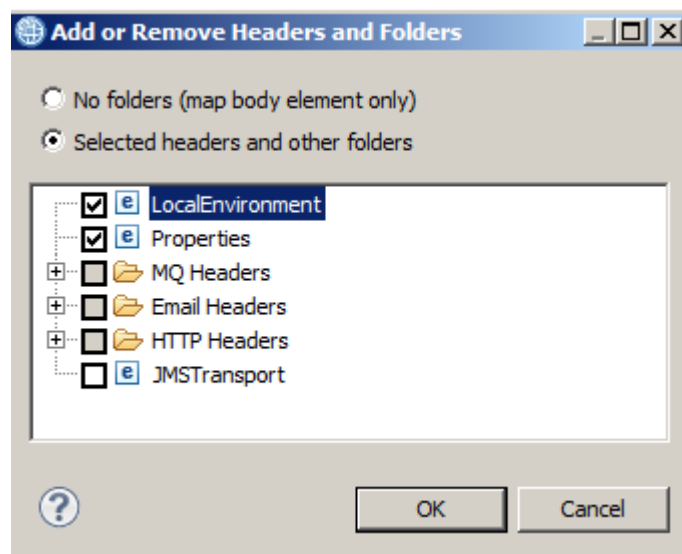 Add or Remove Headers and Folders
No folders (map body element only)
Selected headers and other folders
e LocalEnvironment
e Properties
MQ Headers
Email Headers
HTTP Headers
e JMSTransport
?
OK Cancel